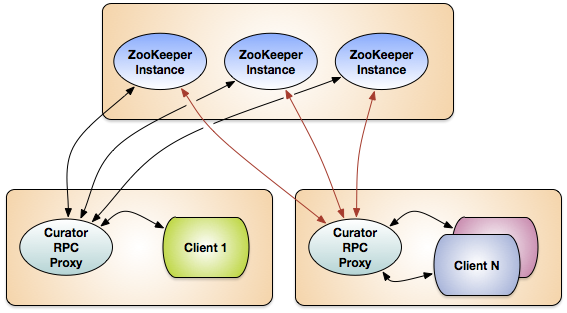 ZooKeeper
Instance
ZooKeeper
Instance
ZooKeeper
Instance
Curator
RPC
Proxy
Client 1
Curator
RPC
Proxy
Client N